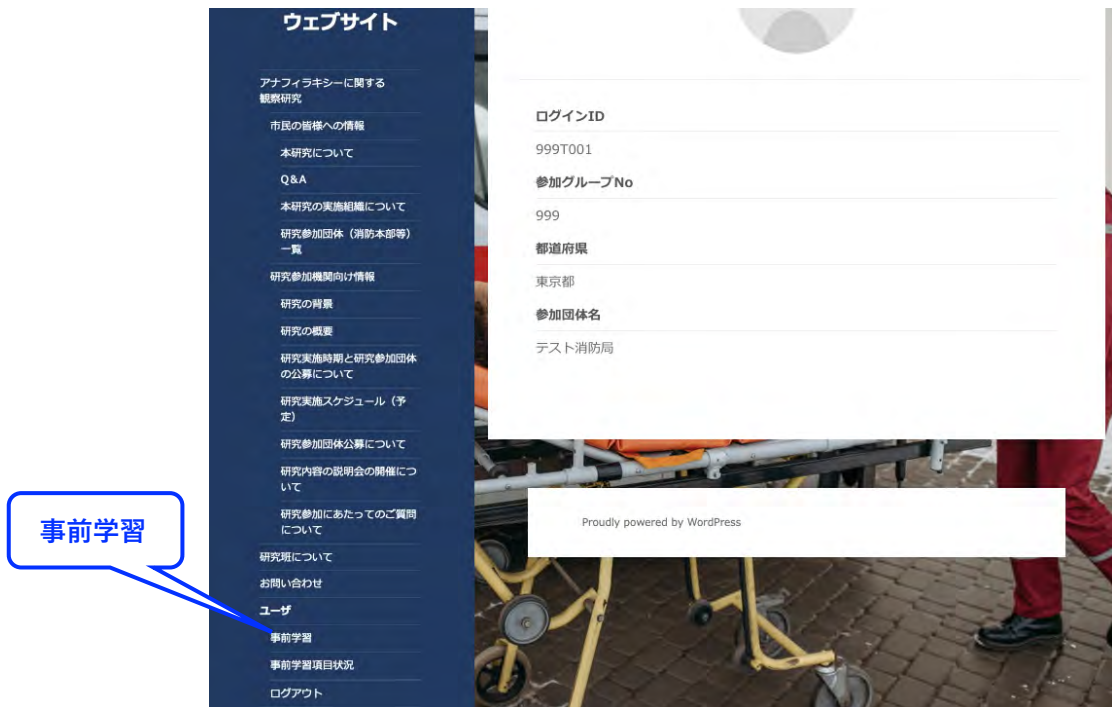 ウェブサイト
アナフィラキシーに関する
観察研究
市民の皆様への情報
本研究について
Q&A
本研究の実施組織について
研究参加団体（消防本部等）
一覧
研究参加機関向け情報
研究の背景
研究の概要
研究実施時期と研究参加団体
の公募について
研究実施スケジュール（予
定）
研究参加団体公募について
研究内容の説明会の開催につ
いて
研究参加にあたってのご質問
について
研究班について
お問い合わせ
ユーザ
事前学習
事前学習項目状況
ログアウト
事前学習
ログインID
999T001
参加グループNo
999
都道府県
東京都
参加団体名
テスト消防局
Proudly powered by WordPress